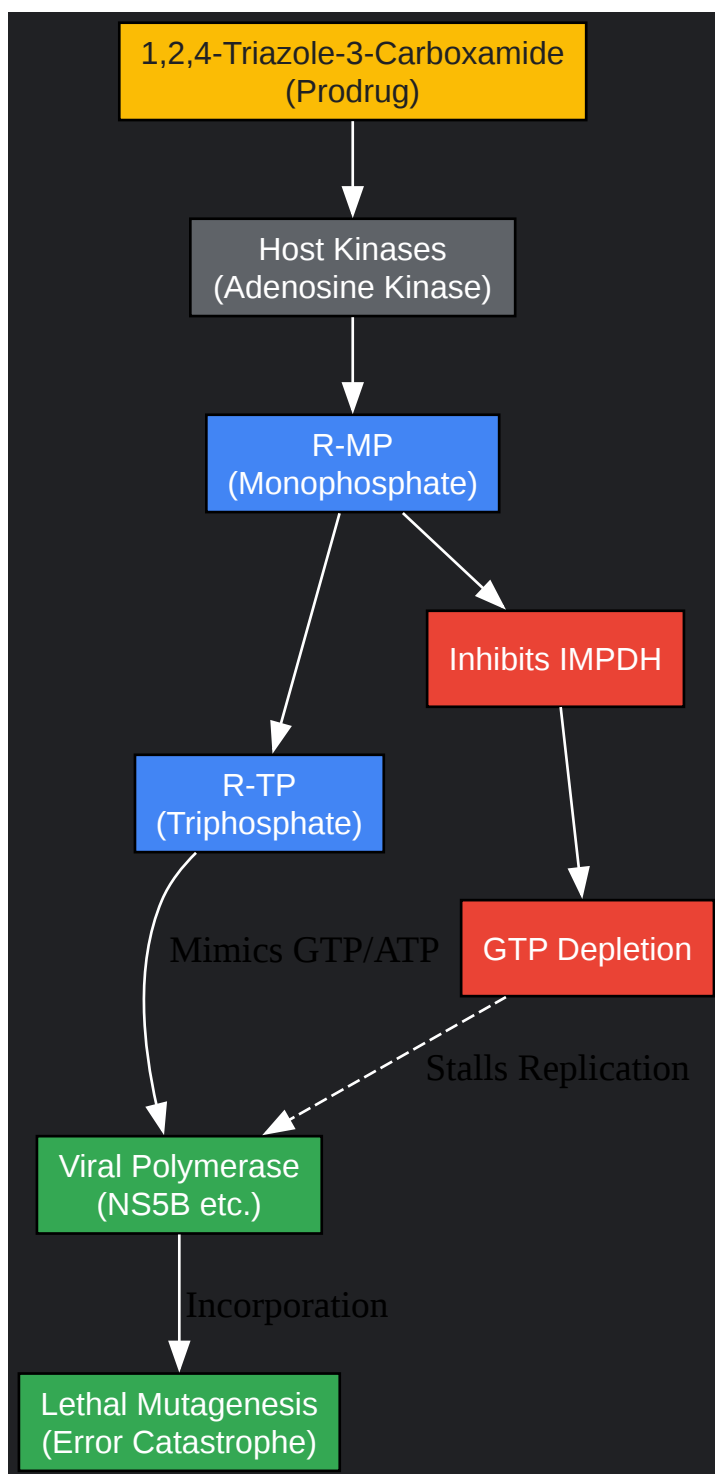 1,2,4-Triazole-3-Carboxamide
(Prodrug)
Host Kinases
(Adenosine Kinase)
R-MP
(Monophosphate)
Inhibits IMPDH
R-TP
(Triphosphate)
Mimics GTP/ATP
GTP Depletion
Stalls Replication
Viral Polymerase
(NS5B etc.)
Incorporation
Lethal Mutagenesis
(Error Catastrophe)